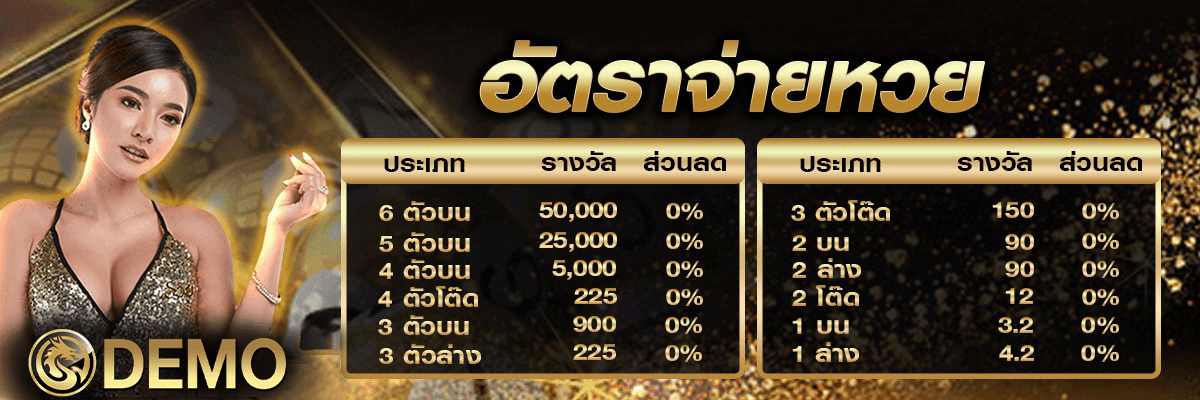 อัตราจ่ายหวย
ประเภท รางวัล ส่วนลด
6 ตัวบน 50,000 0%
5 ตัวบน 25,000 0%
4 ตัวบน 5,000 0%
4 ตัวโต๊ด 225 0%
3 ตัวบน 900 0%
3 ตัวล่าง 225 0%
ประเภท รางวัล ส่วนลด
3 ตัวโต๊ด 150 0%
2 บน 90 0%
2 ล่าง 90 0%
2 โต๊ด 12 0%
1 บน 3.2 0%
1 ล่าง 4.2 0%
DEMO